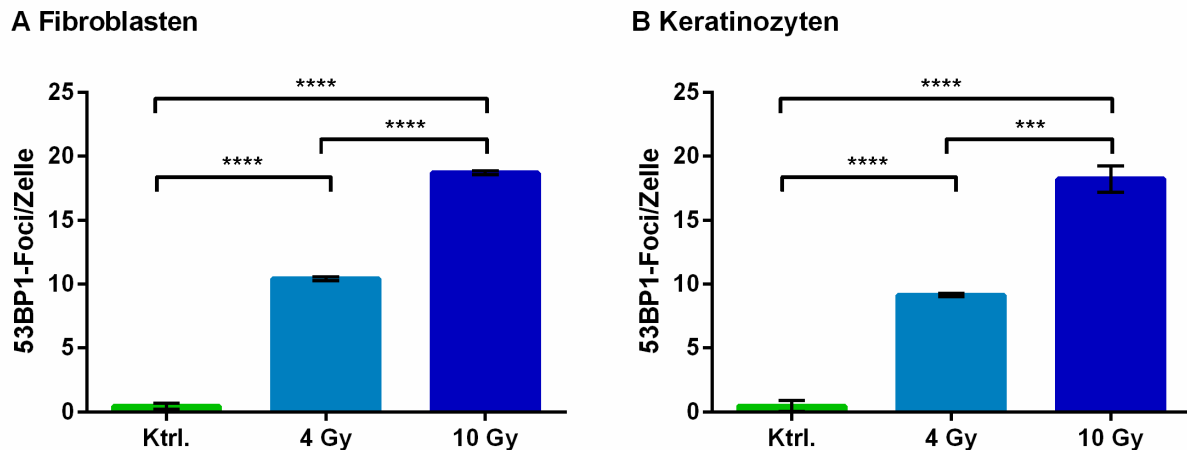 A Fibroblasten
53BP1-Foci/Zelle
25
20
15
10
5
0
****
****
****
Ktrl.
4 Gy
10 Gy
B Keratinozyten
53BP1-Foci/Zelle
25
20
15
10
5
0
****
***
****
Ktrl.
4 Gy
10 Gy